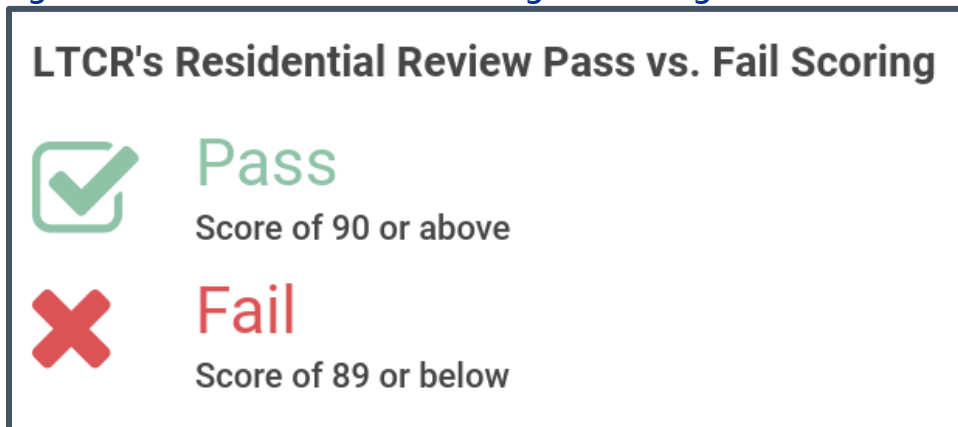 LTCR's Residential Review Pass vs. Fail Scoring
Pass
Score of 90 or above
Fail
Score of 89 or below